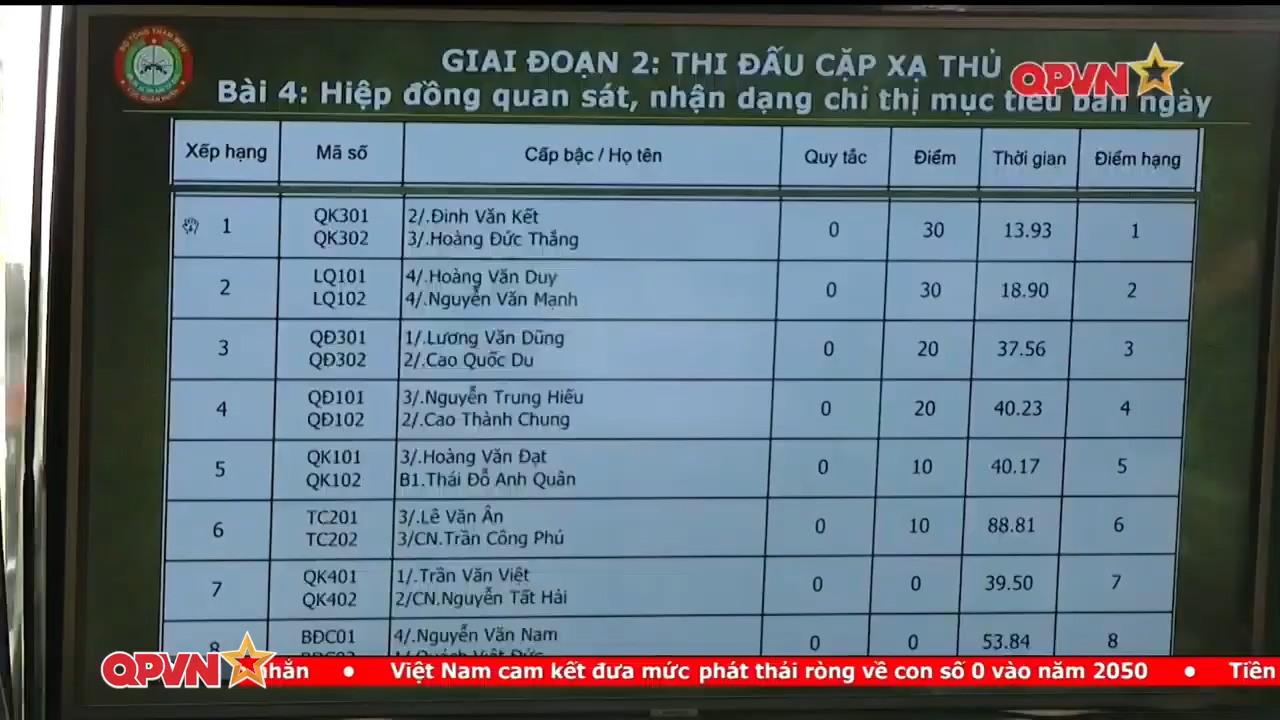 GIAI ĐOẠN 2: THI ĐẤU CẶP XẠ THỦ
QPVN
Bài 4: Hiệp đồng quan sát, nhận dạng chỉ thị mục tiêu ban ngày
Xếp hạng Mã số Cấp bậc / Họ tên Quy tắc Điểm Thời gian Điểm hạng
1 QK301 2/.Đinh Văn Kết 0 30 13.93 1
QK302 3/.Hoàng Đức Thắng
2 LQ101 4/.Hoàng Văn Duy 0 30 18.90 2
LQ102 4/.Nguyễn Văn Mạnh
3 QĐ301 1/.Lương Văn Dũng 0 20 37.56 3
QĐ302 2/.Cao Quốc Du
4 QĐ101 3/.Nguyễn Trung Hiếu 0 20 40.23 4
QĐ102 2/.Cao Thành Chung
5 QK101 3/.Hoàng Văn Đạt 0 10 40.17 5
QK102 B1.Thái Đỗ Anh Quân
6 TC201 3/.Lê Văn Ân 0 10 88.81 6
TC202 3/CN.Trần Công Phú
7 QK401 1/.Trần Văn Việt 0 0 39.50 7
QK402 2/CN.Nguyễn Tất Hải
8 BĐC01 4/.Nguyễn Văn Nam 0 0 53.84 8
QPVN
nhắn • Việt Nam cam kết đưa mức phát thải ròng về con số 0 vào năm 2050 • Tiền